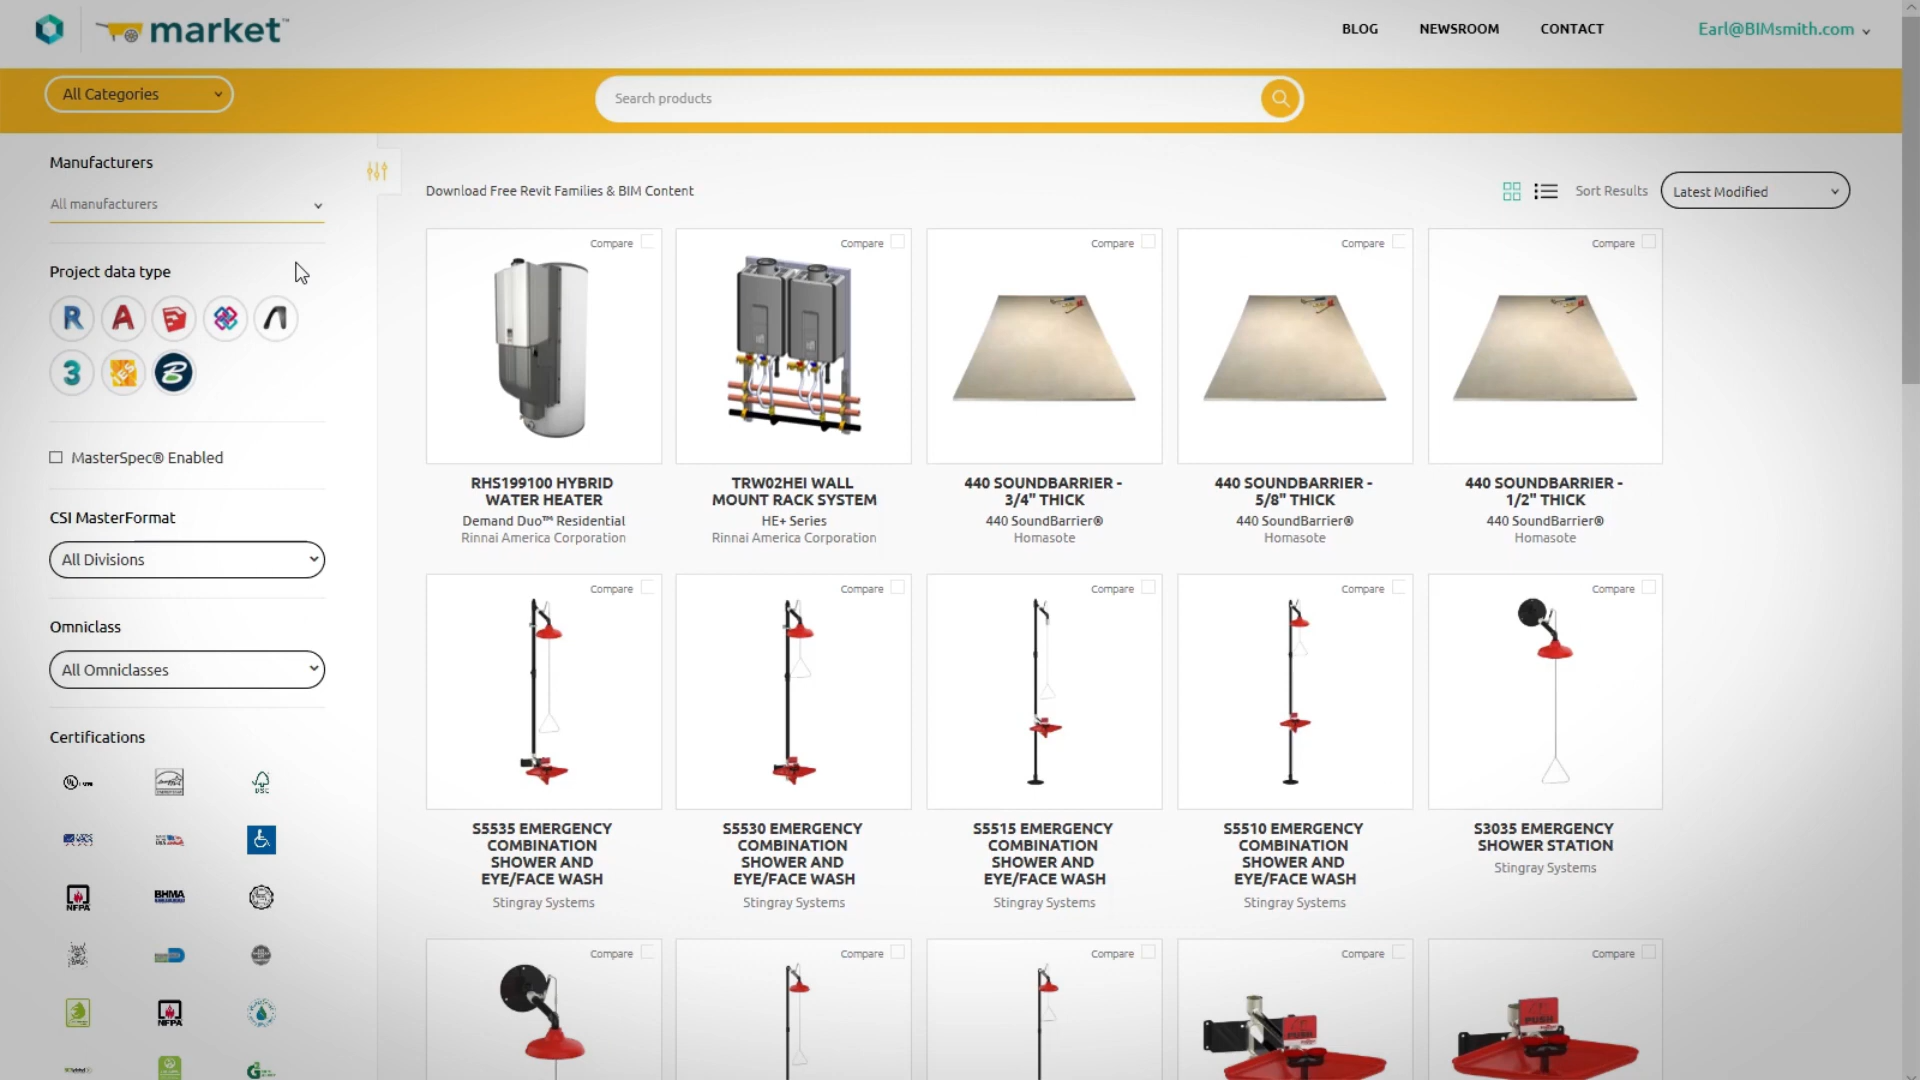 market™
BLOG
NEWSROOM
CONTACT
Earl@BIMsmith.com
All Categories
Search products
Manufacturers
All manufacturers
Project data type
MasterSpec® Enabled
CSI MasterFormat
All Divisions
Omniclass
All Omniclasses
Certifications
NFPA
BHMA
NFPA
Download Free Revit Families & BIM Content
Sort Results
Latest Modified
Compare
Compare
Compare
Compare
Compare
RHS199100 HYBRID
WATER HEATER
Demand Duo™ Residential
Rinnai America Corporation
TRW02HEI WALL
MOUNT RACK SYSTEM
HE+ Series
Rinnai America Corporation
440 SOUNDBARRIER -
3/4" THICK
440 SoundBarrier®
Homasote
440 SOUNDBARRIER -
5/8" THICK
440 SoundBarrier®
Homasote
440 SOUNDBARRIER -
1/2" THICK
440 SoundBarrier®
Homasote
Compare
Compare
Compare
Compare
Compare
S5535 EMERGENCY
COMBINATION
SHOWER AND
EYE/FACE WASH
Stingray Systems
S5530 EMERGENCY
COMBINATION
SHOWER AND
EYE/FACE WASH
Stingray Systems
S5515 EMERGENCY
COMBINATION
SHOWER AND
EYE/FACE WASH
Stingray Systems
S5510 EMERGENCY
COMBINATION
SHOWER AND
EYE/FACE WASH
Stingray Systems
S3035 EMERGENCY
SHOWER STATION
Stingray Systems
Compare
Compare
Compare
Compare
Compare
PUSH
PUSH